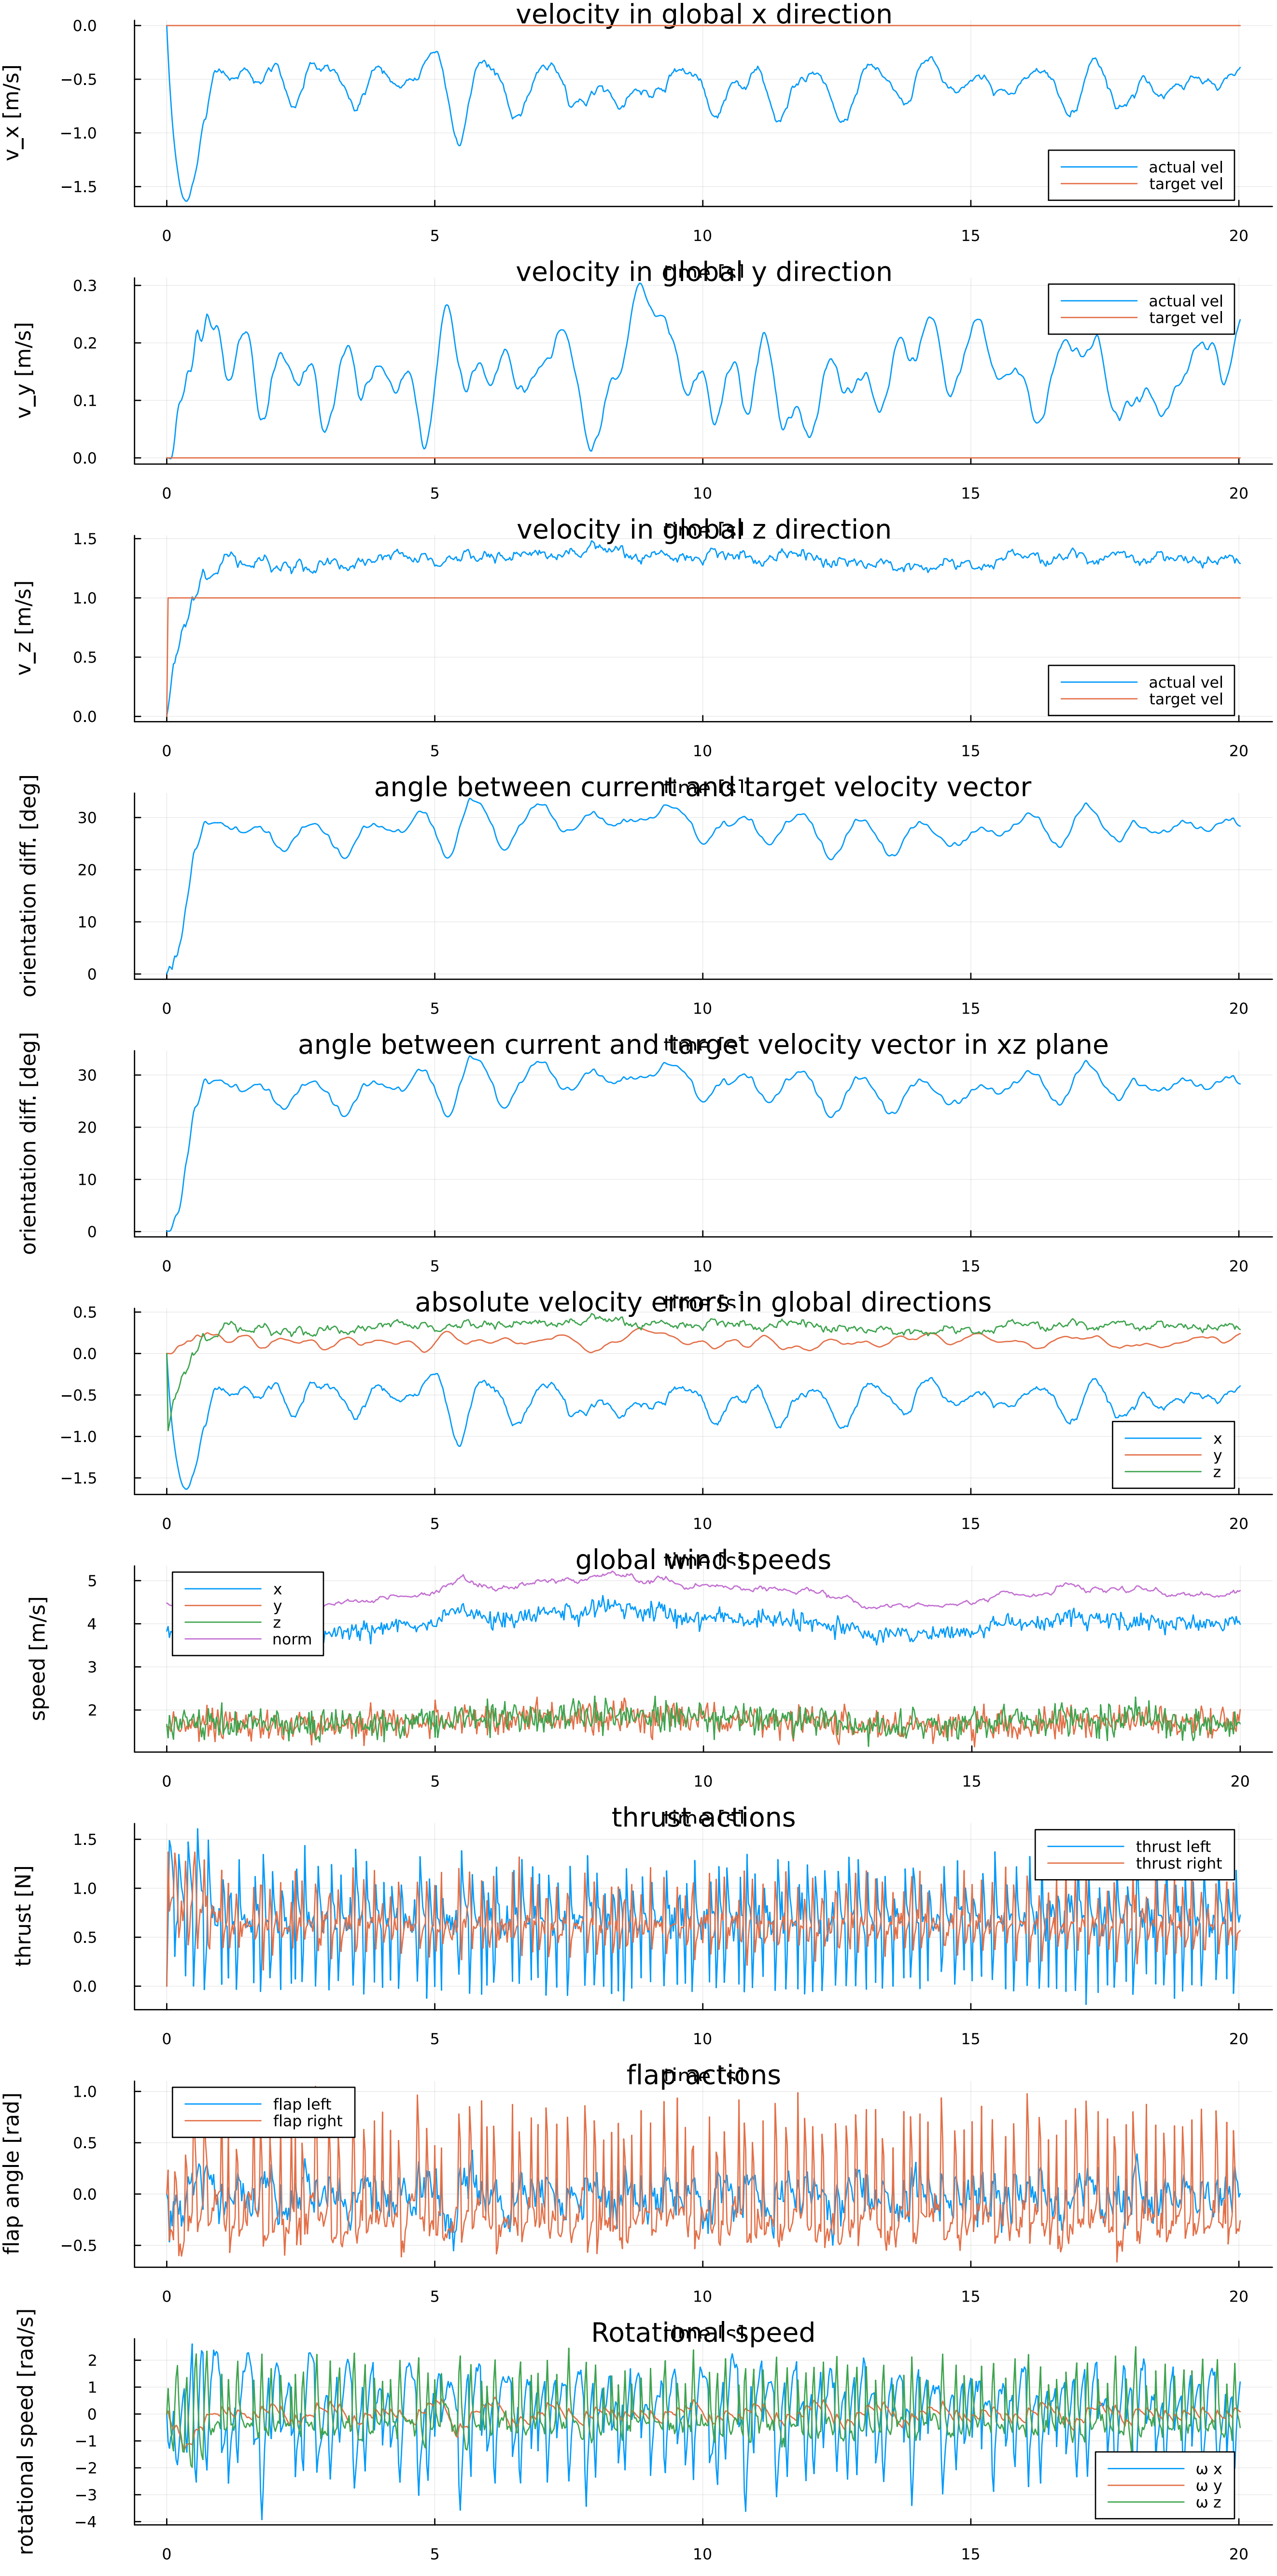 velocity in global x direction
v_x [m/s]
0.0
−0.5
−1.0
−1.5
actual vel
target vel
0 5 10 15 20
time [s]
velocity in global y direction
v_y [m/s]
0.3
0.2
0.1
0.0
actual vel
target vel
0 5 10 15 20
time [s]
velocity in global z direction
v_z [m/s]
1.5
1.0
0.5
0.0
actual vel
target vel
0 5 10 15 20
time [s]
angle between current and target velocity vector
orientation diff. [deg]
30
20
10
0
0 5 10 15 20
time [s]
angle between current and target velocity vector in xz plane
orientation diff. [deg]
30
20
10
0
0 5 10 15 20
time [s]
absolute velocity errors in global directions
0.5
0.0
−0.5
−1.0
−1.5
x
y
z
0 5 10 15 20
time [s]
global wind speeds
speed [m/s]
5
4
3
2
x
y
z
norm
0 5 10 15 20
time [s]
thrust actions
thrust [N]
1.5
1.0
0.5
0.0
thrust left
thrust right
0 5 10 15 20
time [s]
flap actions
flap angle [rad]
1.0
0.5
0.0
−0.5
flap left
flap right
0 5 10 15 20
time [s]
Rotational speed
rotational speed [rad/s]
2
1
0
−1
−2
−3
−4
ω x
ω y
ω z
0 5 10 15 20